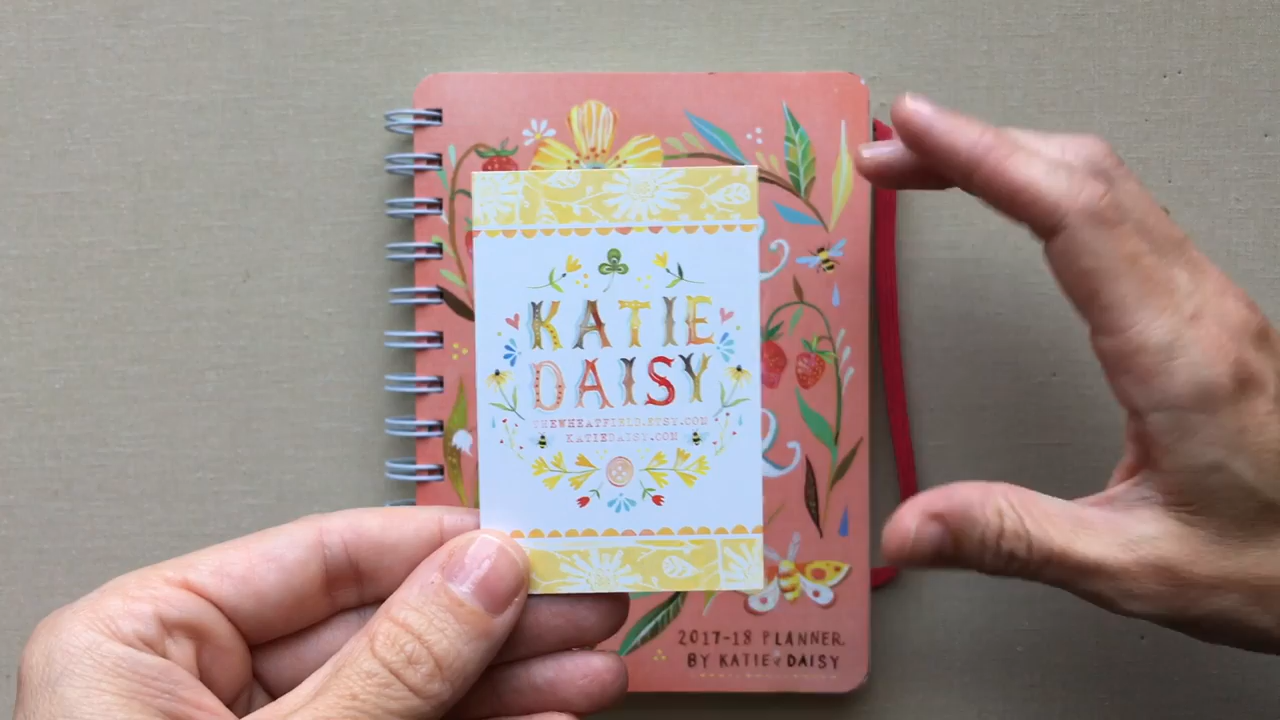 KATIE
DAISY
THEWHEATFIELD.ETSY.COM
KATIEDAISY.COM
2017-18 PLANNER
BY KATIE DAISY